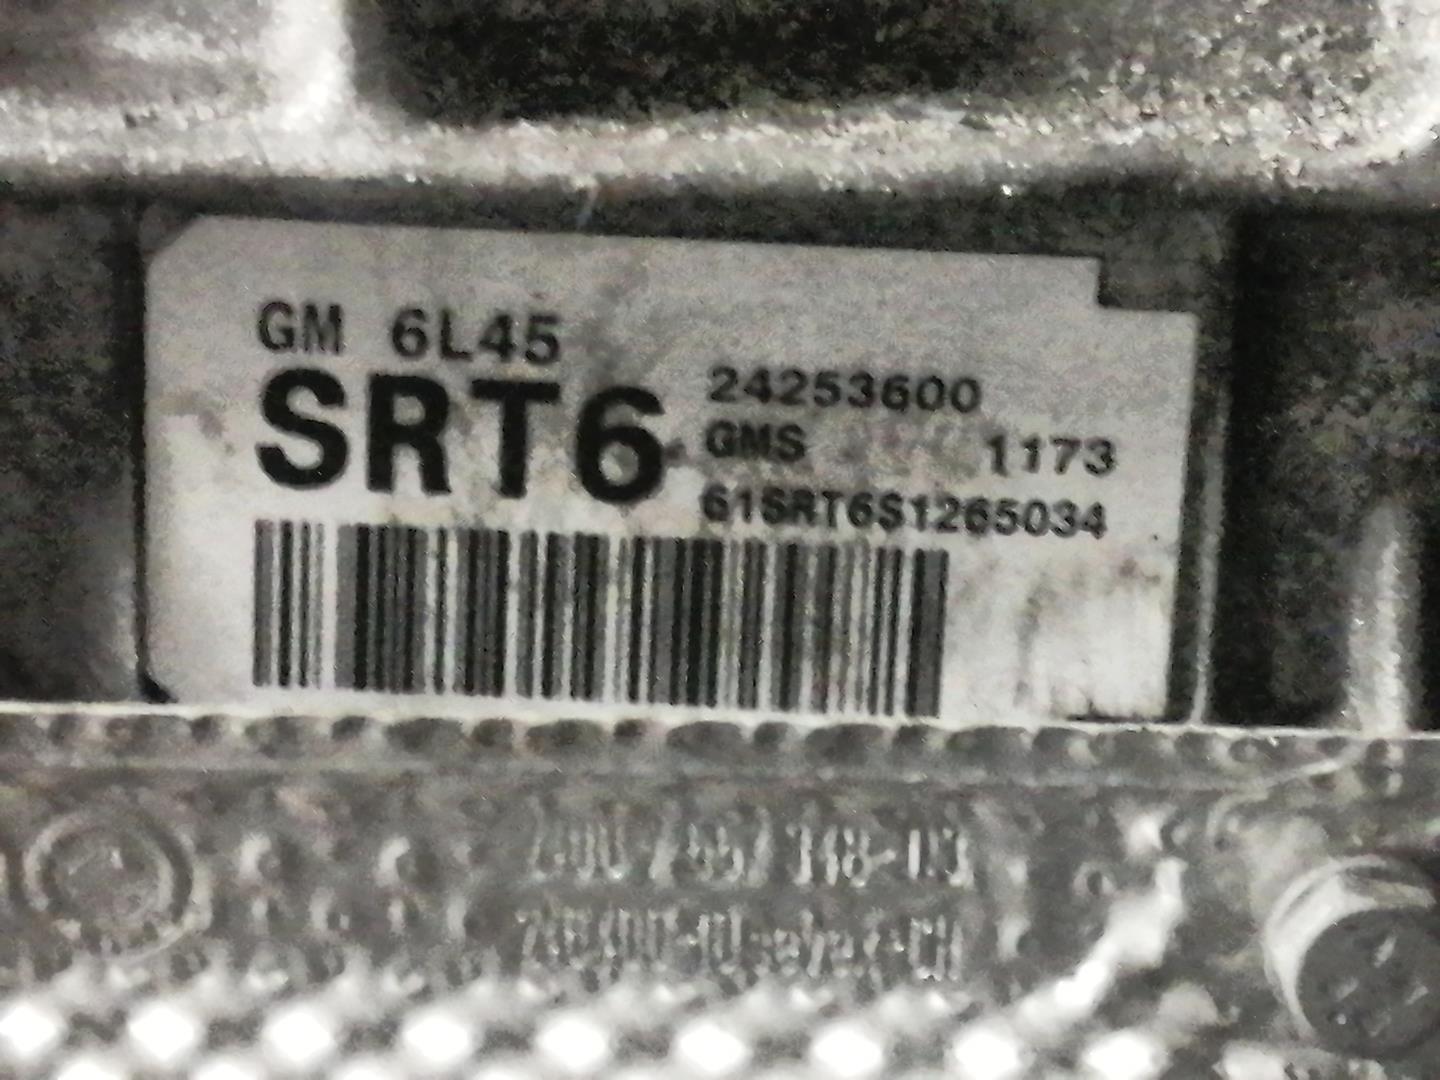 GM 6L45
SRT6
24253600
GMS 1173
61SRT6S1265034